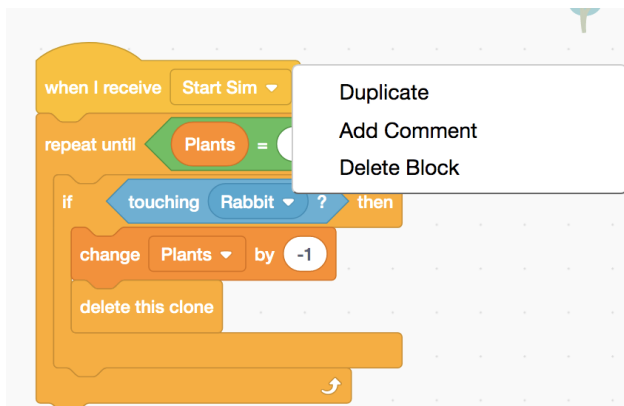 when I receive Start Sim
Duplicate
Add Comment
Delete Block
repeat until Plants =
if touching Rabbit ? then
change Plants by -1
delete this clone